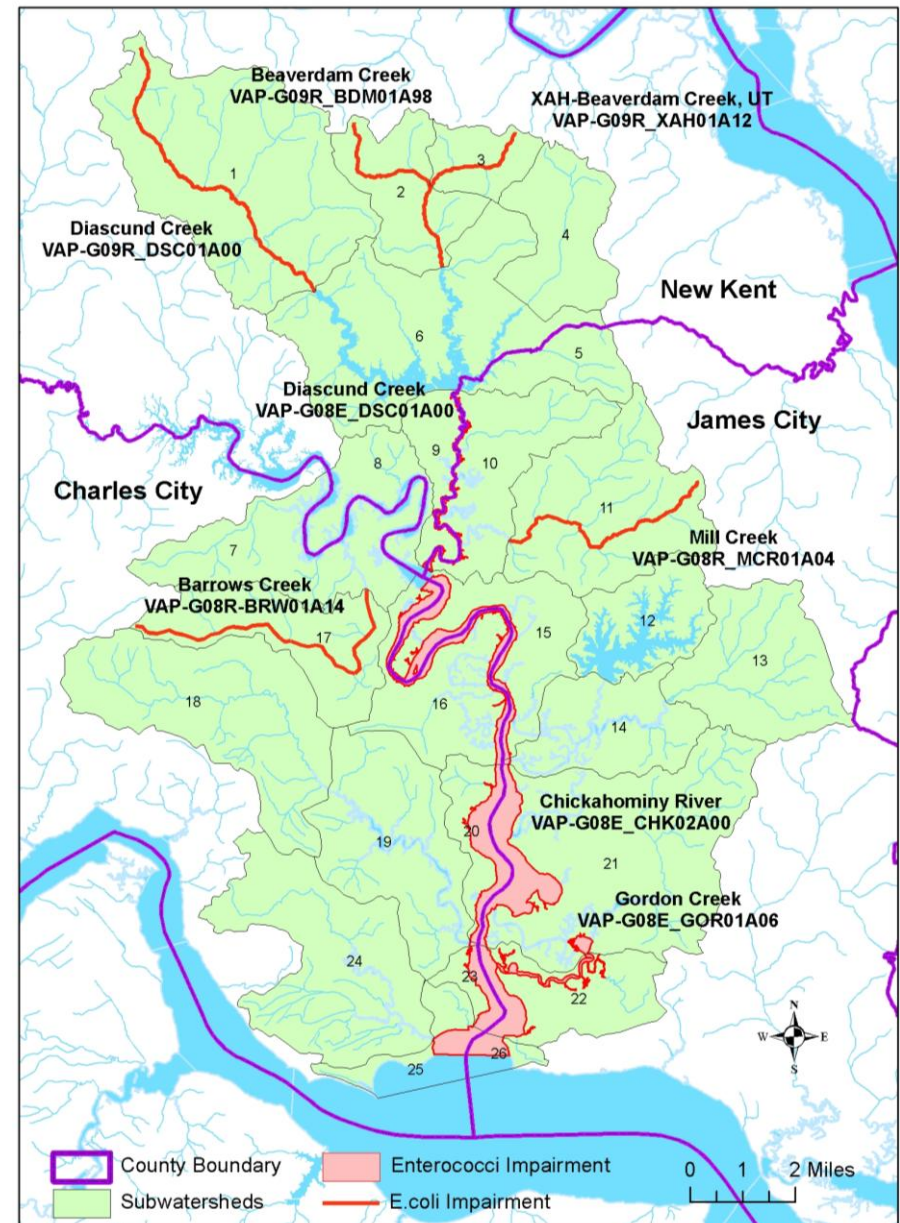 Beaverdam Creek
VAP-G09R_BDM01A98
XAH-Beaverdam Creek, UT
VAP-G09R_XAH01A12
3
1
2
Diascund Creek
VAP-G09R_DSC01A00
4
New Kent
6
5
Diascund Creek
VAP-G08E_DSC01A00
James City
9
8
10
Charles City
11
Mill Creek
VAP-G08R_MCR01A04
7
Barrows Creek
VAP-G08R-BRW01A14
12
17
15
13
18
16
14
Chickahominy River
VAP-G08E_CHK02A00
20
19
21
Gordon Creek
VAP-G08E_GOR01A06
24
23
22
N
W E
S
26
25
County Boundary
Enterococci Impairment
Subwatersheds
E.coli Impairment
0 1 2 Miles